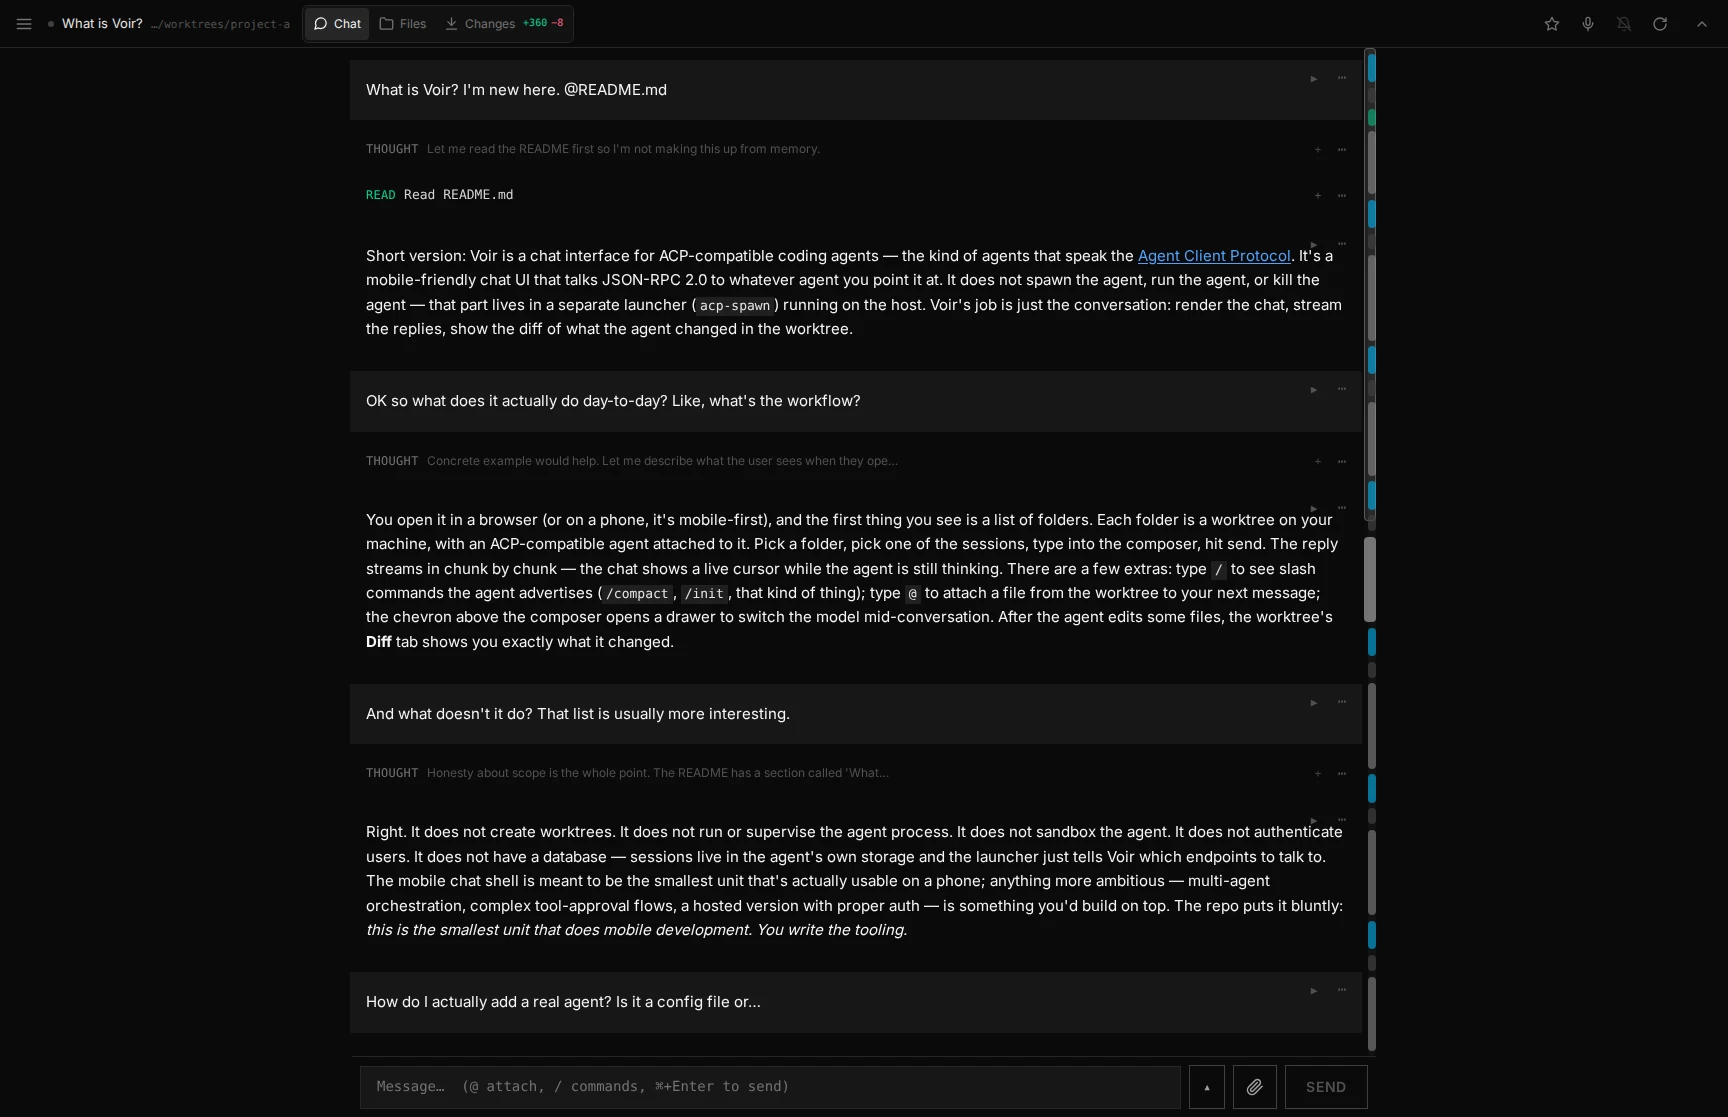 What is Voir? …/worktrees/project-a Chat Files Changes +360 −8
What is Voir? I'm new here. @README.md
THOUGHT Let me read the README first so I'm not making this up from memory.
READ Read README.md
Short version: Voir is a chat interface for ACP-compatible coding agents — the kind of agents that speak the Agent Client Protocol. It's a
mobile-friendly chat UI that talks JSON-RPC 2.0 to whatever agent you point it at. It does not spawn the agent, run the agent, or kill the
agent — that part lives in a separate launcher (acp-spawn) running on the host. Voir's job is just the conversation: render the chat, stream
the replies, show the diff of what the agent changed in the worktree.
OK so what does it actually do day-to-day? Like, what's the workflow?
THOUGHT Concrete example would help. Let me describe what the user sees when they ope…
You open it in a browser (or on a phone, it's mobile-first), and the first thing you see is a list of folders. Each folder is a worktree on your
machine, with an ACP-compatible agent attached to it. Pick a folder, pick one of the sessions, type into the composer, hit send. The reply
streams in chunk by chunk — the chat shows a live cursor while the agent is still thinking. There are a few extras: type / to see slash
commands the agent advertises (/compact, /init, that kind of thing); type @ to attach a file from the worktree to your next message;
the chevron above the composer opens a drawer to switch the model mid-conversation. After the agent edits some files, the worktree's
Diff tab shows you exactly what it changed.
And what doesn't it do? That list is usually more interesting.
THOUGHT Honesty about scope is the whole point. The README has a section called 'What…
Right. It does not create worktrees. It does not run or supervise the agent process. It does not sandbox the agent. It does not authenticate
users. It does not have a database — sessions live in the agent's own storage and the launcher just tells Voir which endpoints to talk to.
The mobile chat shell is meant to be the smallest unit that's actually usable on a phone; anything more ambitious — multi-agent
orchestration, complex tool-approval flows, a hosted version with proper auth — is something you'd build on top. The repo puts it bluntly:
this is the smallest unit that does mobile development. You write the tooling.
How do I actually add a real agent? Is it a config file or…
Message… (@ attach, / commands, ⌘+Enter to send) SEND